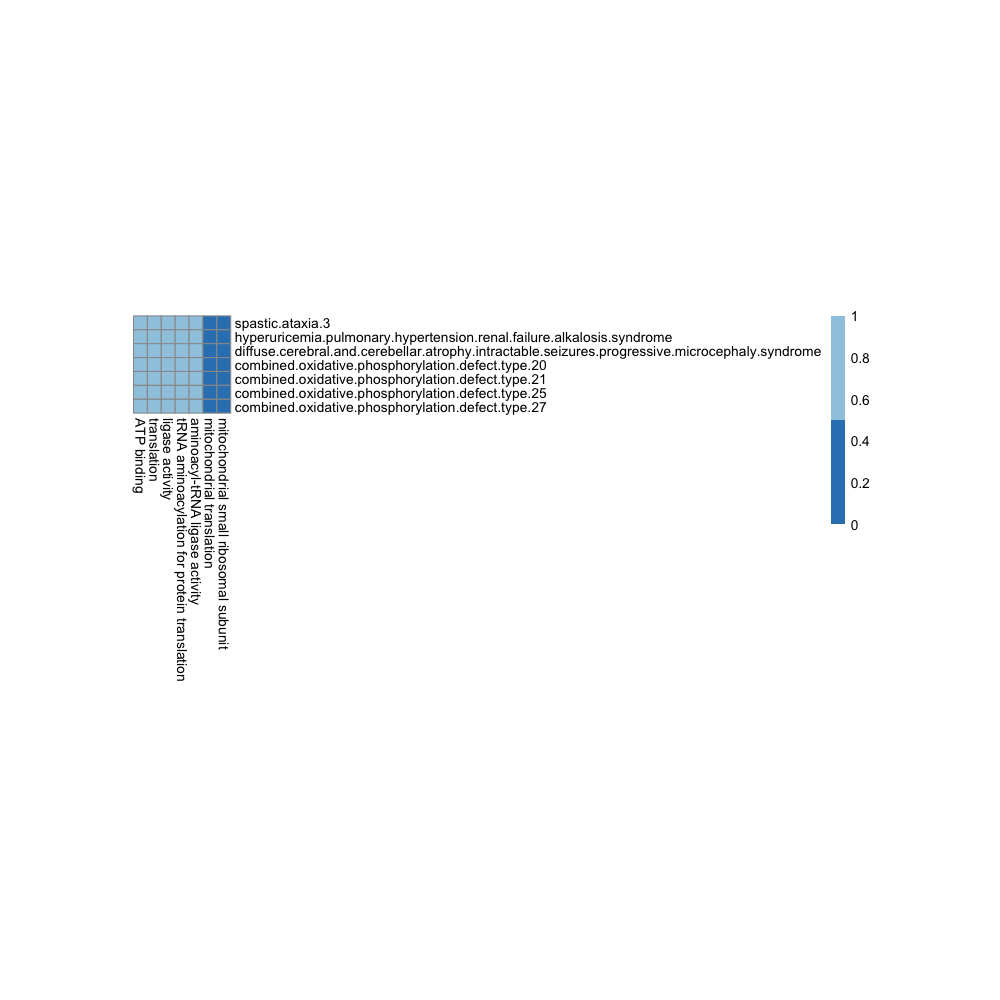 spastic.ataxia.3
hyperuricemia.pulmonary.hypertension.renal.failure.alkalosis.syndrome
diffuse.cerebral.and.cerebellar.atrophy.intractable.seizures.progressive.microcephaly.syndrome
combined.oxidative.phosphorylation.defect.type.20
combined.oxidative.phosphorylation.defect.type.21
combined.oxidative.phosphorylation.defect.type.25
combined.oxidative.phosphorylation.defect.type.27
ATP binding
translation
ligase activity
tRNA aminoacylation for protein translation
aminoacyl-tRNA ligase activity
mitochondrial translation
mitochondrial small ribosomal subunit
1
0.8
0.6
0.4
0.2
0